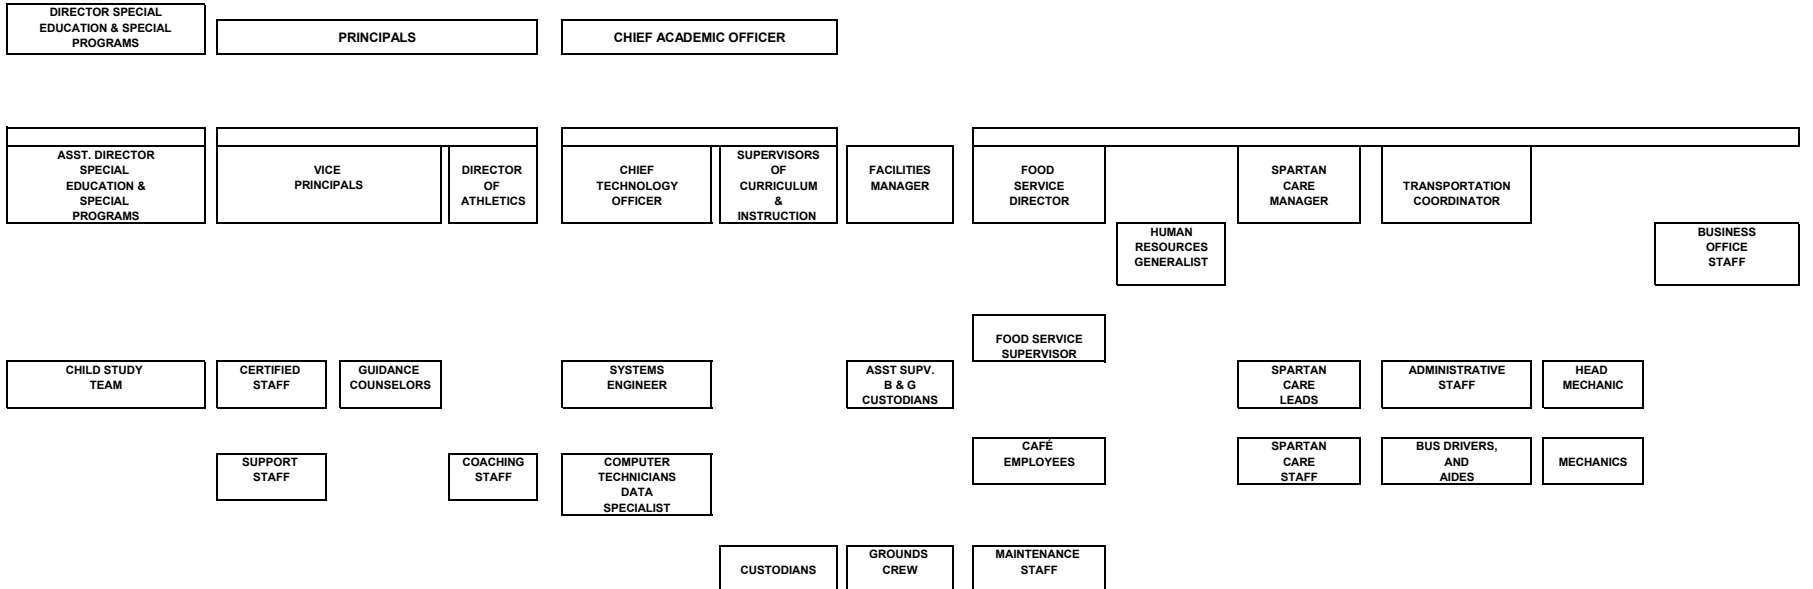 DIRECTOR SPECIAL
EDUCATION & SPECIAL
PROGRAMS
PRINCIPALS
CHIEF ACADEMIC OFFICER
ASST. DIRECTOR
SPECIAL
EDUCATION &
SPECIAL
PROGRAMS
VICE
PRINCIPALS
DIRECTOR
OF
ATHLETICS
CHIEF
TECHNOLOGY
OFFICER
SUPERVISORS
OF
CURRICULUM
&
INSTRUCTION
FACILITIES
MANAGER
FOOD
SERVICE
DIRECTOR
SPARTAN
CARE
MANAGER
TRANSPORTATION
COORDINATOR
HUMAN
RESOURCES
GENERALIST
BUSINESS
OFFICE
STAFF
FOOD SERVICE
SUPERVISOR
CHILD STUDY
TEAM
CERTIFIED
STAFF
GUIDANCE
COUNSELORS
SYSTEMS
ENGINEER
ASST SUPV.
B & G
CUSTODIANS
SPARTAN
CARE
LEADS
ADMINISTRATIVE
STAFF
HEAD
MECHANIC
SUPPORT
STAFF
COACHING
STAFF
COMPUTER
TECHNICIANS
DATA
SPECIALIST
CAFÉ
EMPLOYEES
SPARTAN
CARE
STAFF
BUS DRIVERS,
AND
AIDES
MECHANICS
CUSTODIANS
GROUNDS
CREW
MAINTENANCE
STAFF